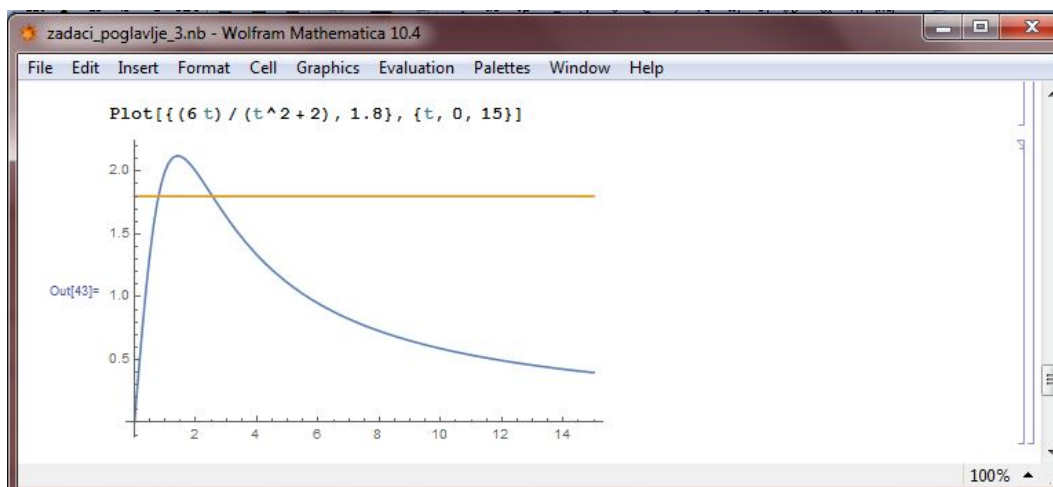 zadaci_poglavlje_3.nb - Wolfram Mathematica 10.4
File Edit Insert Format Cell Graphics Evaluation Palettes Window Help
Plot[{(6 t) / (t^2 + 2), 1.8}, {t, 0, 15}]
2.0
1.5
Out[43]=
1.0
0.5
2 4 6 8 10 12 14
100%